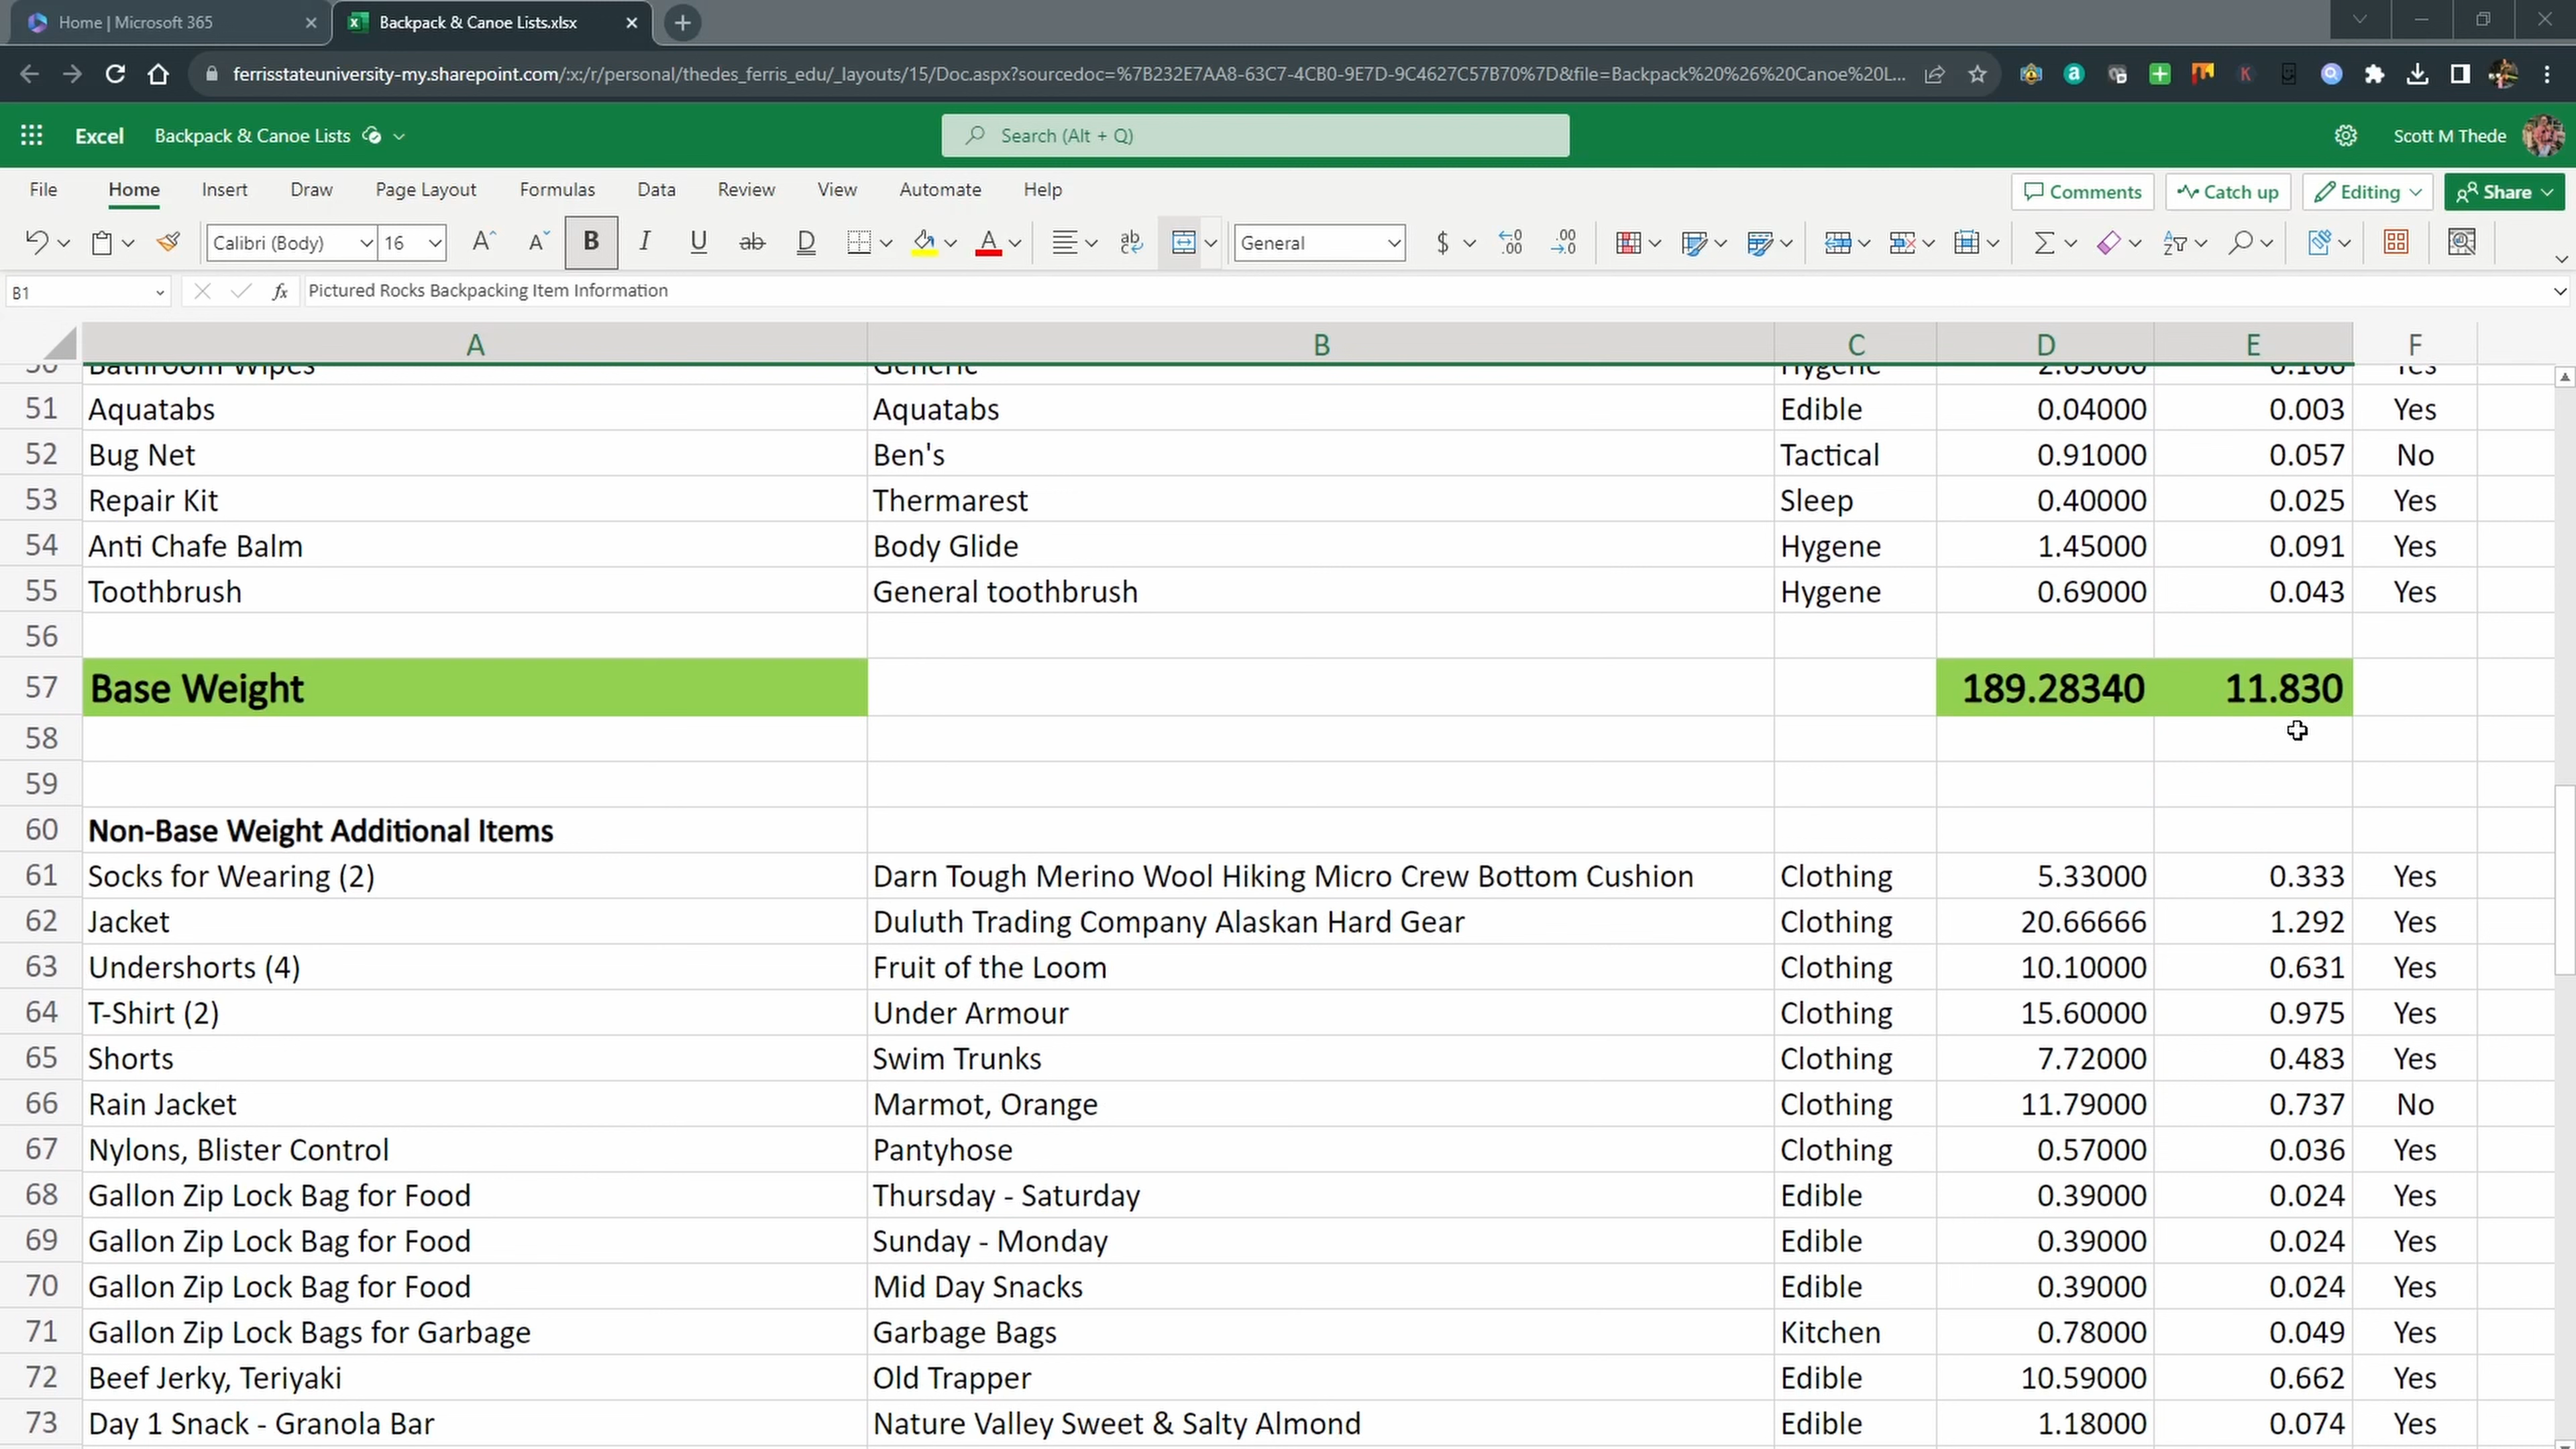 Home | Microsoft 365
Backpack & Canoe Lists.xlsx
ferrisstateuniversity-my.sharepoint.com/:x:/r/personal/thedes_ferris_edu/_layouts/15/Doc.aspx?sourcedoc=%7B232E7AA8-63C7-4CB0-9E7D-9C4627C57B70%7D&file=Backpack%20%26%20Canoe%20L...
Excel Backpack & Canoe Lists Search (Alt + Q) Scott M Thede
File Home Insert Draw Page Layout Formulas Data Review View Automate Help Comments Catch up Editing Share
Calibri (Body) 16 B I U ab D A General $
B1 fx Pictured Rocks Backpacking Item Information
A B C D E F
50 Bathroom Wipes Generic Hygene 2.65000 0.166 Yes
51 Aquatabs Aquatabs Edible 0.04000 0.003 Yes
52 Bug Net Ben's Tactical 0.91000 0.057 No
53 Repair Kit Thermarest Sleep 0.40000 0.025 Yes
54 Anti Chafe Balm Body Glide Hygene 1.45000 0.091 Yes
55 Toothbrush General toothbrush Hygene 0.69000 0.043 Yes
56
57 Base Weight 189.28340 11.830
58
59
60 Non-Base Weight Additional Items
61 Socks for Wearing (2) Darn Tough Merino Wool Hiking Micro Crew Bottom Cushion Clothing 5.33000 0.333 Yes
62 Jacket Duluth Trading Company Alaskan Hard Gear Clothing 20.66666 1.292 Yes
63 Undershorts (4) Fruit of the Loom Clothing 10.10000 0.631 Yes
64 T-Shirt (2) Under Armour Clothing 15.60000 0.975 Yes
65 Shorts Swim Trunks Clothing 7.72000 0.483 Yes
66 Rain Jacket Marmot, Orange Clothing 11.79000 0.737 No
67 Nylons, Blister Control Pantyhose Clothing 0.57000 0.036 Yes
68 Gallon Zip Lock Bag for Food Thursday - Saturday Edible 0.39000 0.024 Yes
69 Gallon Zip Lock Bag for Food Sunday - Monday Edible 0.39000 0.024 Yes
70 Gallon Zip Lock Bag for Food Mid Day Snacks Edible 0.39000 0.024 Yes
71 Gallon Zip Lock Bags for Garbage Garbage Bags Kitchen 0.78000 0.049 Yes
72 Beef Jerky, Teriyaki Old Trapper Edible 10.59000 0.662 Yes
73 Day 1 Snack - Granola Bar Nature Valley Sweet & Salty Almond Edible 1.18000 0.074 Yes